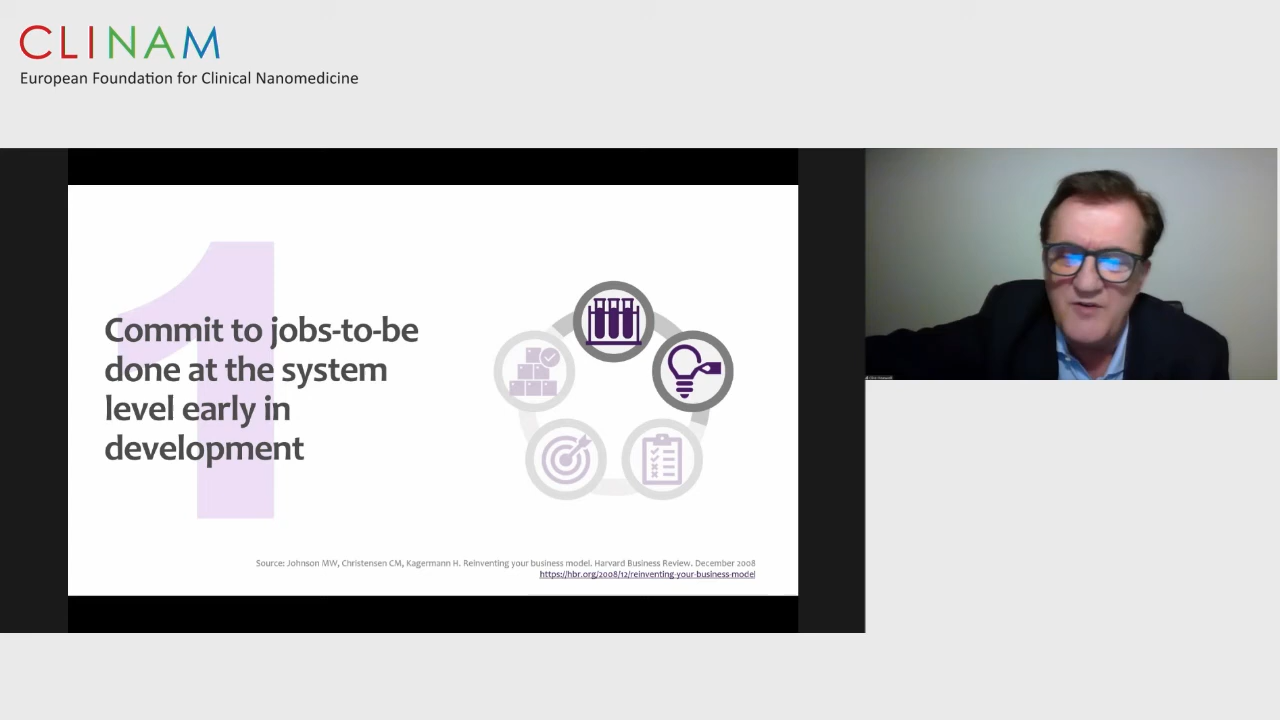 CLINAM
European Foundation for Clinical Nanomedicine
1
Commit to jobs-to-be
done at the system
level early in
development
Source: Johnson MW, Christensen CM, Kagermann H. Reinventing your business model. Harvard Business Review. December 2008
https://hbr.org/2008/12/reinventing-your-business-model